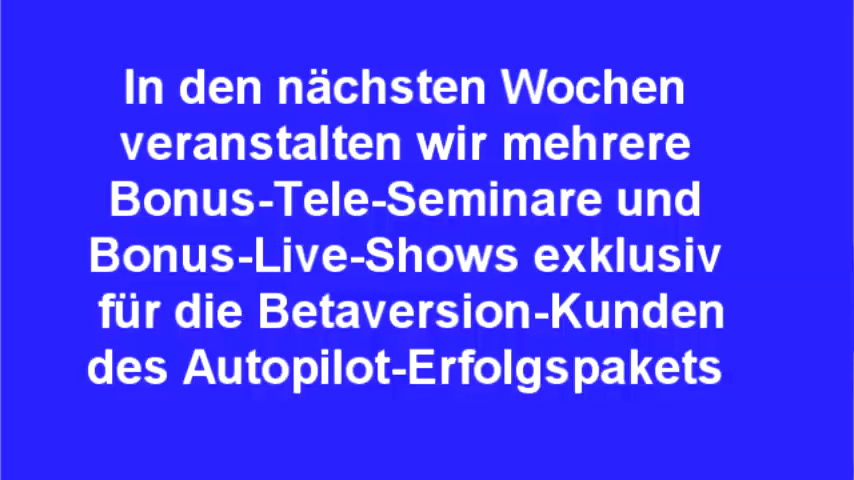 In den nächsten Wochen
veranstalten wir mehrere
Bonus-Tele-Seminare und
Bonus-Live-Shows exklusiv
für die Betaversion-Kunden
des Autopilot-Erfolgspakets